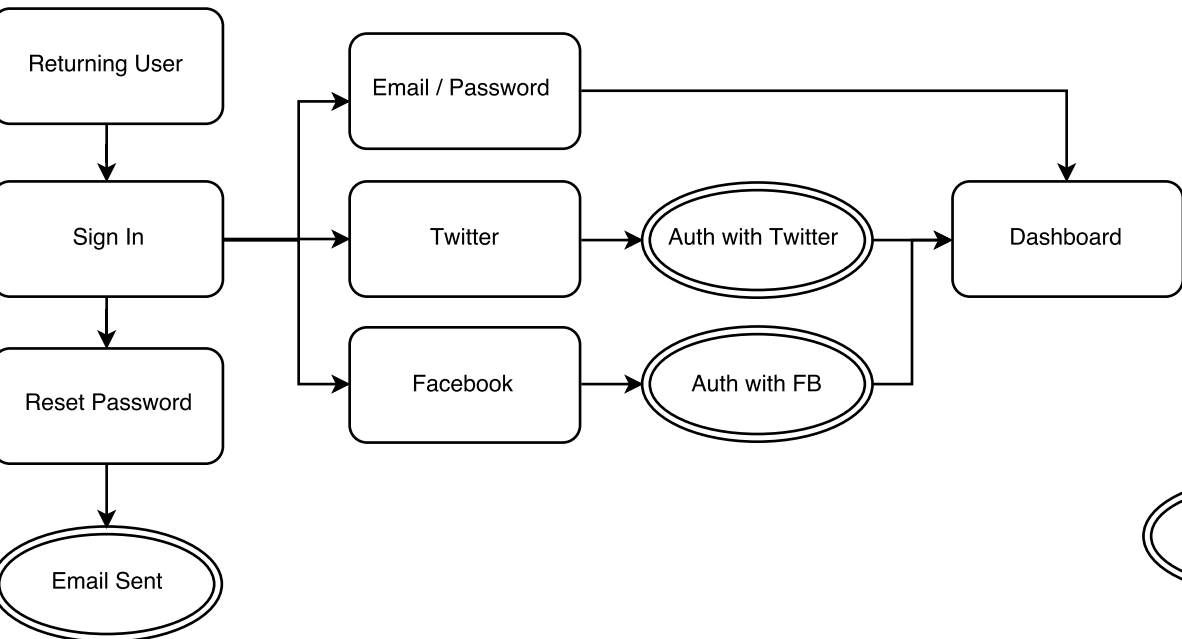 Returning User
Email / Password
Sign In
Twitter
Auth with Twitter
Dashboard
Facebook
Auth with FB
Reset Password
Email Sent